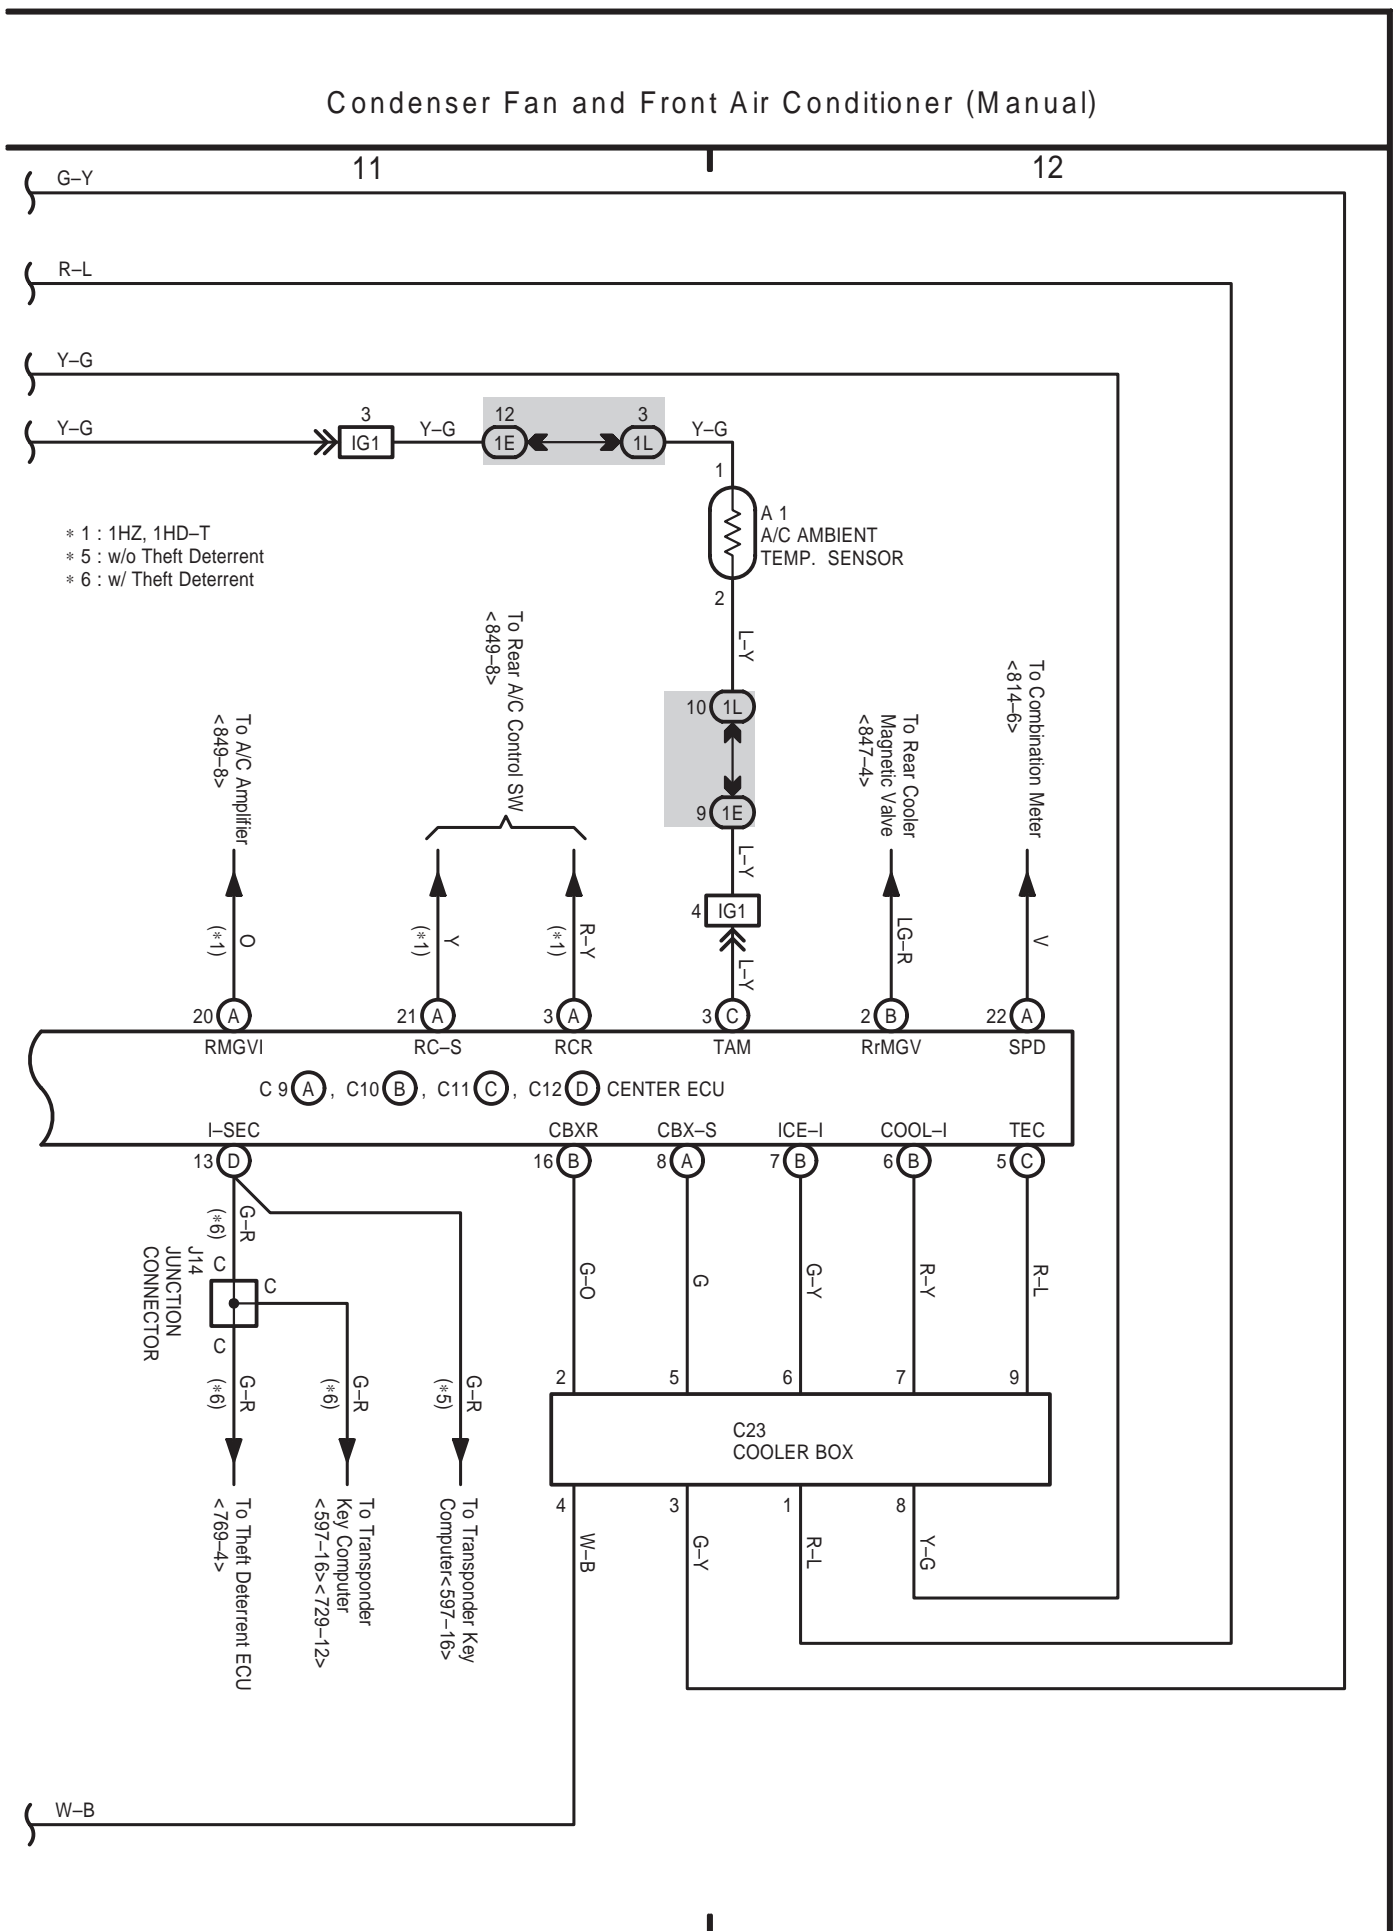 Condenser Fan and Front Air Conditioner (Manual)
11
12
G–Y
R–L
Y–G
Y–G
3
IG1
Y–G
12
1E
3
1L
Y–G
1
A 1
A/C AMBIENT
TEMP. SENSOR
2
∗ 1 : 1HZ, 1HD–T
∗ 5 : w/o Theft Deterrent
∗ 6 : w/ Theft Deterrent
L–Y
10
1L
9
1E
L–Y
4
IG1
L–Y
To A/C Amplifier
<849–8>
To Rear A/C Control SW
<849–8>
To Rear Cooler
Magnetic Valve
<847–4>
To Combination Meter
<814–6>
O
(∗1)
Y
(∗1)
R–Y
(∗1)
LG–R
V
20 A
21 A
3 A
3 C
2 B
22 A
RMGVI
RC–S
RCR
TAM
RrMGV
SPD
C 9 A , C10 B , C11 C , C12 D CENTER ECU
I–SEC
CBXR
CBX–S
ICE–I
COOL–I
TEC
13 D
16 B
8 A
7 B
6 B
5 C
G–R
(∗6)
J14
JUNCTION
CONNECTOR
C
C
C
G–R
(∗6)
G–R
(∗6)
G–R
(∗5)
G–O
G
G–Y
R–Y
R–L
2
5
6
7
9
C23
COOLER BOX
4
3
1
8
W–B
G–Y
R–L
Y–G
To Theft Deterrent ECU
<769–4>
To Transponder
Key Computer
<597–16><729–12>
To Transponder Key
Computer<597–16>
W–B